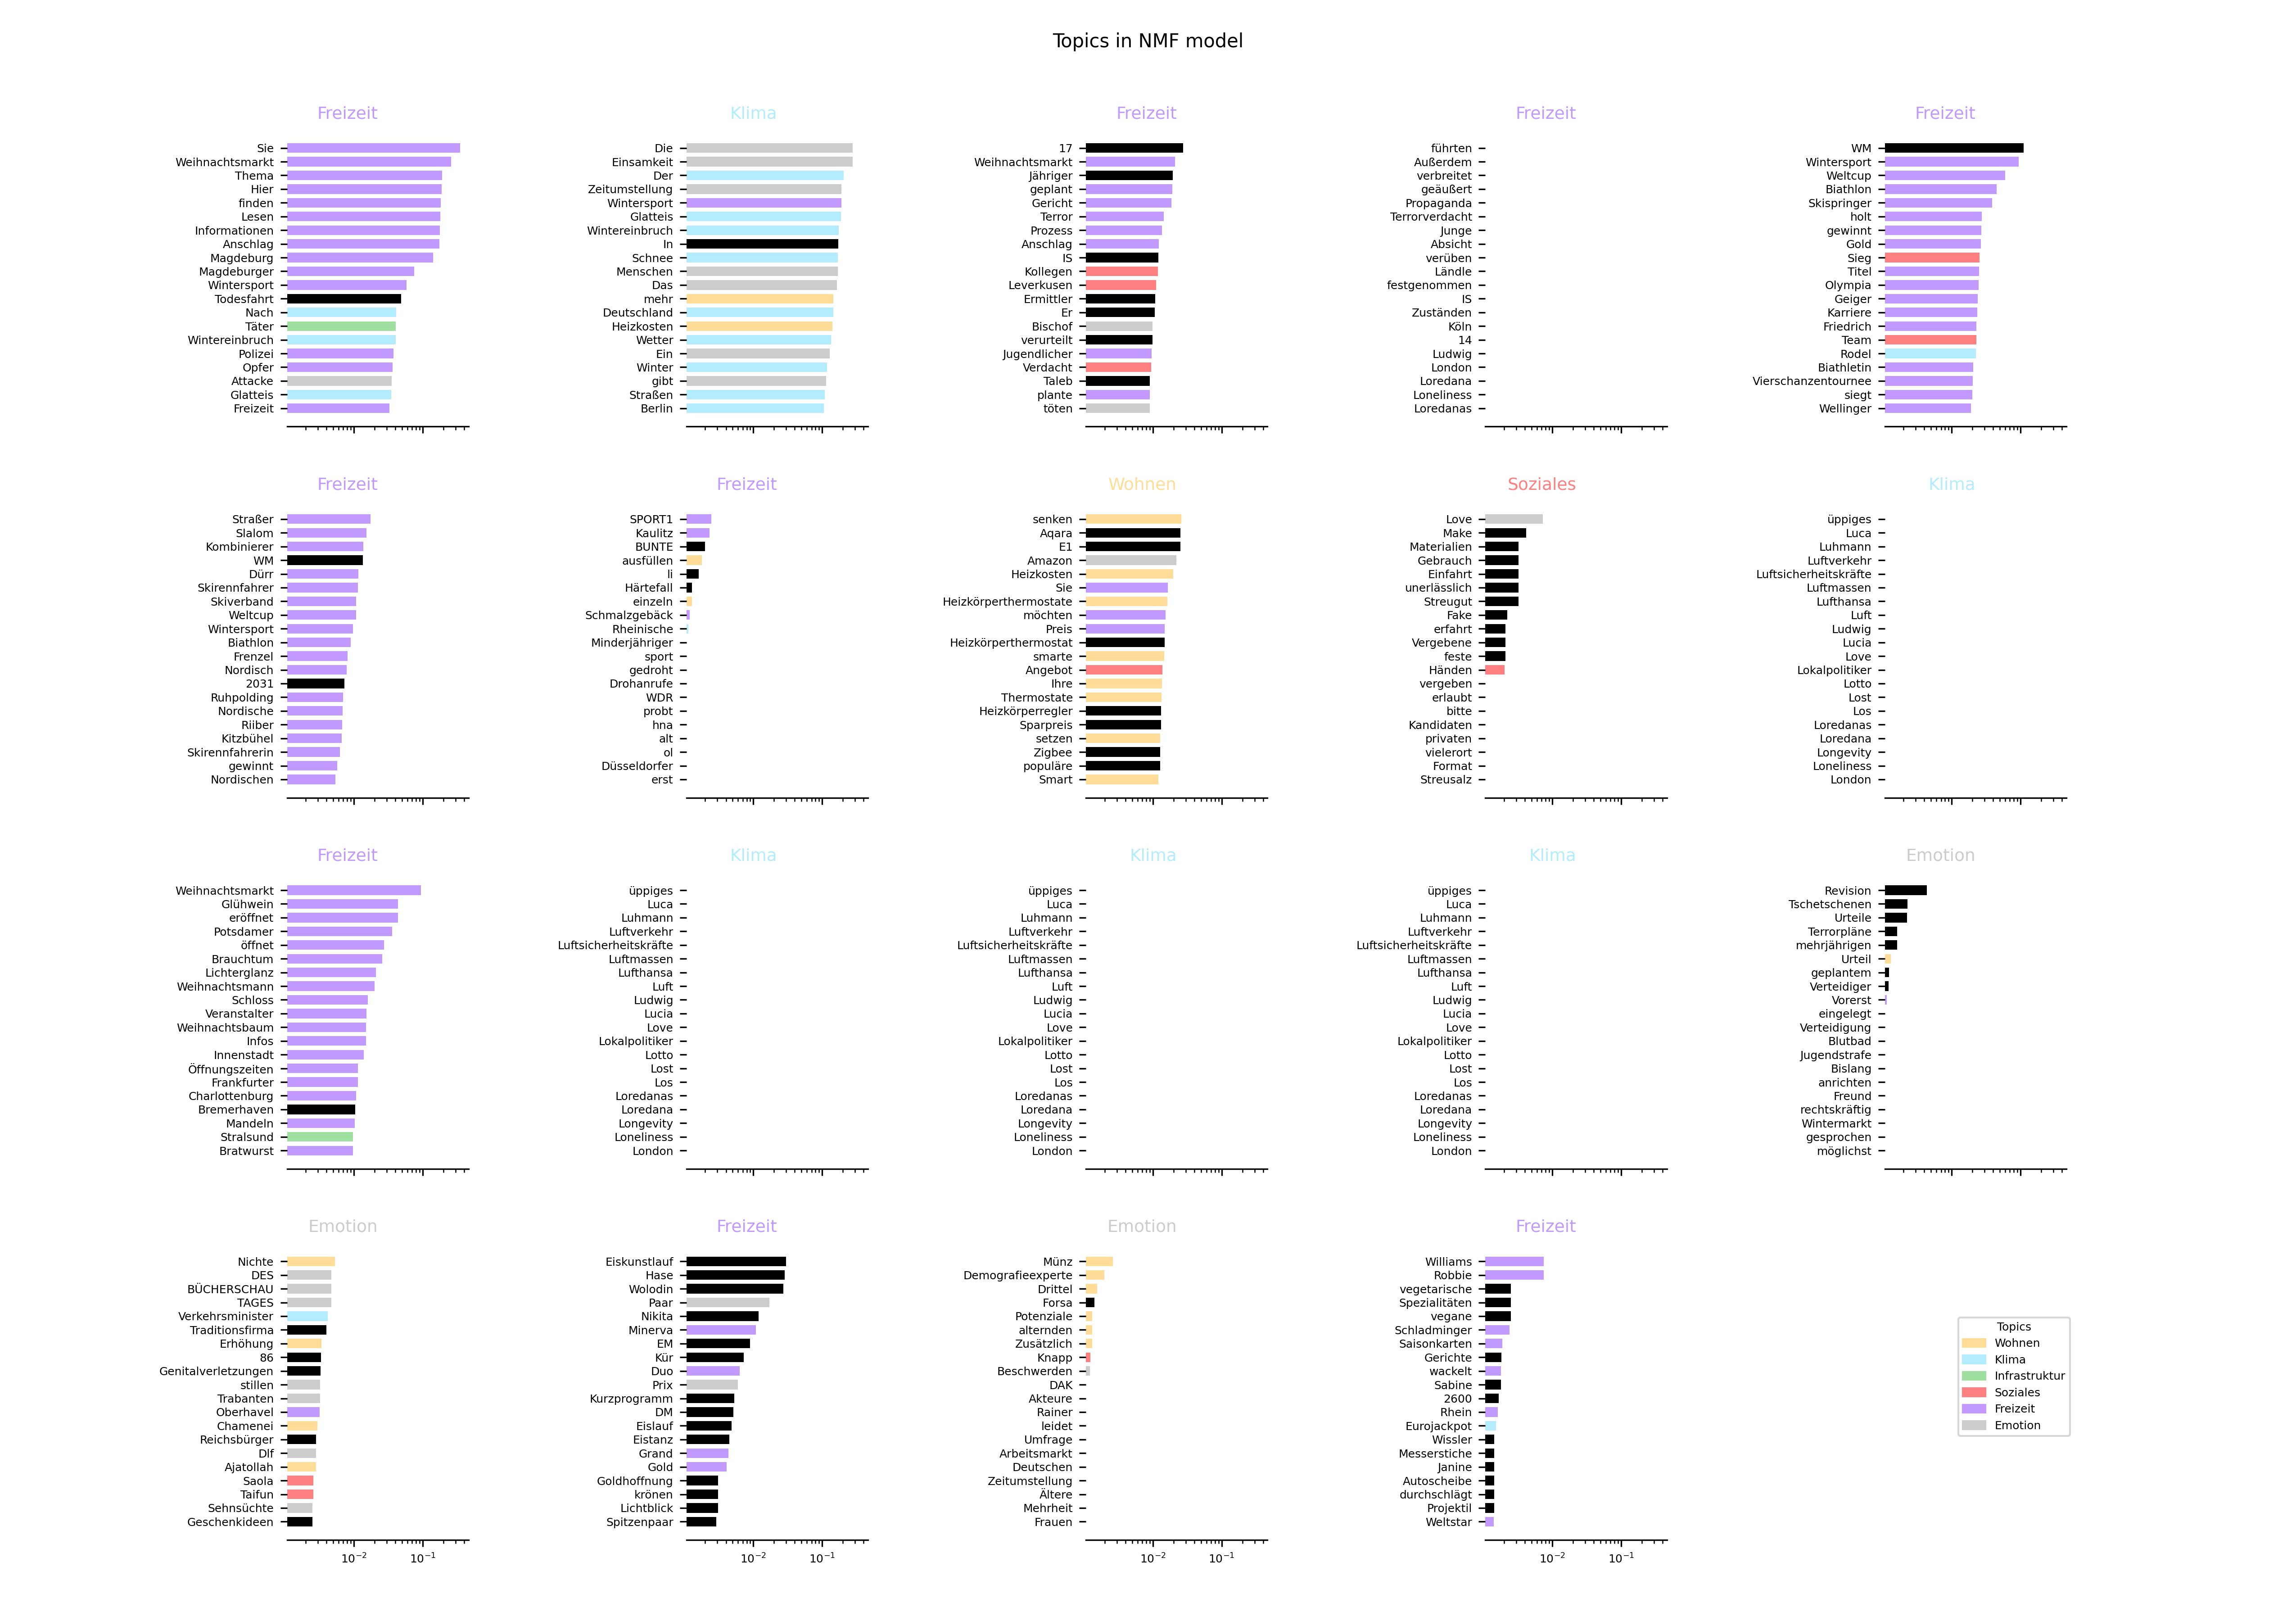 Topics in NMF model
Freizeit
Sie
Weihnachtsmarkt
Thema
Hier
finden
Lesen
Informationen
Anschlag
Magdeburg
Magdeburger
Wintersport
Todesfahrt
Nach
Täter
Wintereinbruch
Polizei
Opfer
Attacke
Glatteis
Freizeit
Klima
Die
Einsamkeit
Der
Zeitumstellung
Wintersport
Glatteis
Wintereinbruch
In
Schnee
Menschen
Das
mehr
Deutschland
Heizkosten
Wetter
Ein
Winter
gibt
Straßen
Berlin
Freizeit
17
Weihnachtsmarkt
Jähriger
geplant
Gericht
Terror
Prozess
Anschlag
IS
Kollegen
Leverkusen
Ermittler
Er
Bischof
verurteilt
Jugendlicher
Verdacht
Taleb
plante
töten
Freizeit
führten
Außerdem
verbreitet
geäußert
Propaganda
Terrorverdacht
Junge
Absicht
verüben
Ländle
festgenommen
IS
Zuständen
Köln
14
Ludwig
London
Loredana
Loneliness
Loredanas
Freizeit
WM
Wintersport
Weltcup
Biathlon
Skispringer
holt
gewinnt
Gold
Sieg
Titel
Olympia
Geiger
Karriere
Friedrich
Team
Rodel
Biathletin
Vierschanzentournee
siegt
Wellinger
Freizeit
Straßer
Slalom
Kombinierer
WM
Dürr
Skirennfahrer
Skiverband
Weltcup
Wintersport
Biathlon
Frenzel
Nordisch
2031
Ruhpolding
Nordische
Riiber
Kitzbühel
Skirennfahrerin
gewinnt
Nordischen
Freizeit
SPORT1
Kaulitz
BUNTE
ausfüllen
li
Härtefall
einzeln
Schmalzgebäck
Rheinische
Minderjähriger
sport
gedroht
Drohanrufe
WDR
probt
hna
alt
ol
Düsseldorfer
erst
Wohnen
senken
Aqara
E1
Amazon
Heizkosten
Sie
Heizkörperthermostate
möchten
Preis
Heizkörperthermostat
smarte
Angebot
Ihre
Thermostate
Heizkörperregler
Sparpreis
setzen
Zigbee
populäre
Smart
Soziales
Love
Make
Materialien
Gebrauch
Einfahrt
unerlässlich
Streugut
Fake
erfahrt
Vergebene
feste
Händen
vergeben
erlaubt
bitte
Kandidaten
privaten
vielerort
Format
Streusalz
Klima
üppiges
Luca
Luhmann
Luftverkehr
Luftsicherheitskräfte
Luftmassen
Lufthansa
Luft
Ludwig
Lucia
Love
Lokalpolitiker
Lotto
Lost
Los
Loredanas
Loredana
Longevity
Loneliness
London
Freizeit
Weihnachtsmarkt
Glühwein
eröffnet
Potsdamer
öffnet
Brauchtum
Lichterglanz
Weihnachtsmann
Schloss
Veranstalter
Weihnachtsbaum
Infos
Innenstadt
Öffnungszeiten
Frankfurter
Charlottenburg
Bremerhaven
Mandeln
Stralsund
Bratwurst
Klima
üppiges
Luca
Luhmann
Luftverkehr
Luftsicherheitskräfte
Luftmassen
Lufthansa
Luft
Ludwig
Lucia
Love
Lokalpolitiker
Lotto
Lost
Los
Loredanas
Loredana
Longevity
Loneliness
London
Klima
üppiges
Luca
Luhmann
Luftverkehr
Luftsicherheitskräfte
Luftmassen
Lufthansa
Luft
Ludwig
Lucia
Love
Lokalpolitiker
Lotto
Lost
Los
Loredanas
Loredana
Longevity
Loneliness
London
Klima
üppiges
Luca
Luhmann
Luftverkehr
Luftsicherheitskräfte
Luftmassen
Lufthansa
Luft
Ludwig
Lucia
Love
Lokalpolitiker
Lotto
Lost
Los
Loredanas
Loredana
Longevity
Loneliness
London
Emotion
Revision
Tschetschenen
Urteile
Terrorpläne
mehrjährigen
Urteil
geplantem
Verteidiger
Vorerst
eingelegt
Verteidigung
Blutbad
Jugendstrafe
Bislang
anrichten
Freund
rechtskräftig
Wintermarkt
gesprochen
möglichst
Emotion
Nichte
DES
BÜCHERSCHAU
TAGES
Verkehrsminister
Traditionsfirma
Erhöhung
86
Genitalverletzungen
stillen
Trabanten
Oberhavel
Chamenei
Reichsbürger
Dlf
Ajatollah
Saola
Taifun
Sehnsüchte
Geschenkideen
10⁻² 10⁻¹
Freizeit
Eiskunstlauf
Hase
Wolodin
Paar
Nikita
Minerva
EM
Kür
Duo
Prix
Kurzprogramm
DM
Eislauf
Eistanz
Grand
Gold
Goldhoffnung
krönen
Lichtblick
Spitzenpaar
10⁻² 10⁻¹
Emotion
Münz
Demografieexperte
Drittel
Forsa
Potenziale
alternden
Zusätzlich
Knapp
Beschwerden
DAK
Akteure
Rainer
leidet
Umfrage
Arbeitsmarkt
Deutschen
Zeitumstellung
Ältere
Mehrheit
Frauen
10⁻² 10⁻¹
Freizeit
Williams
Robbie
vegetarische
Spezialitäten
vegane
Schladminger
Saisonkarten
Gerichte
wackelt
Sabine
2600
Rhein
Eurojackpot
Wissler
Messerstiche
Janine
Autoscheibe
durchschlägt
Projektil
Weltstar
10⁻² 10⁻¹
Topics
Wohnen
Klima
Infrastruktur
Soziales
Freizeit
Emotion